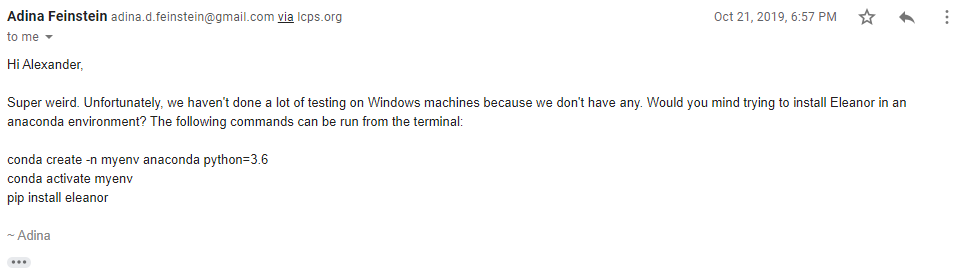 Adina Feinstein adina.d.feinstein@gmail.com via lcps.org Oct 21, 2019, 6:57 PM
to me
Hi Alexander,
Super weird. Unfortunately, we haven't done a lot of testing on Windows machines because we don't have any. Would you mind trying to install Eleanor in an
anaconda environment? The following commands can be run from the terminal:
conda create -n myenv anaconda python=3.6
conda activate myenv
pip install eleanor
~ Adina